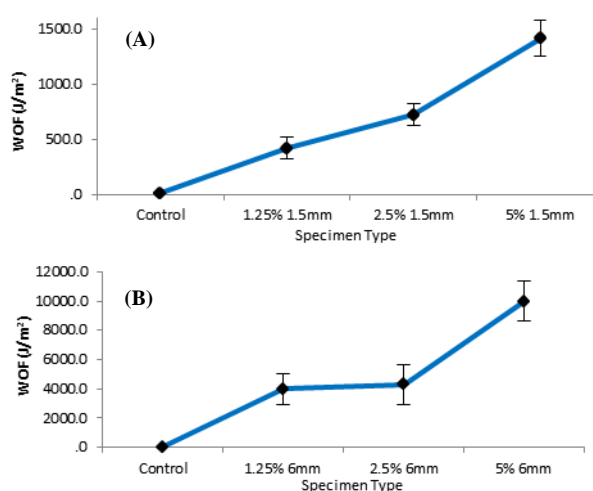 (A)
WOF (J/m²)
1500.0
1000.0
500.0
.0
Control 1.25% 1.5mm 2.5% 1.5mm 5% 1.5mm
Specimen Type
(B)
WOF (J/m²)
12000.0
10000.0
8000.0
6000.0
4000.0
2000.0
.0
Control 1.25% 6mm 2.5% 6mm 5% 6mm
Specimen Type